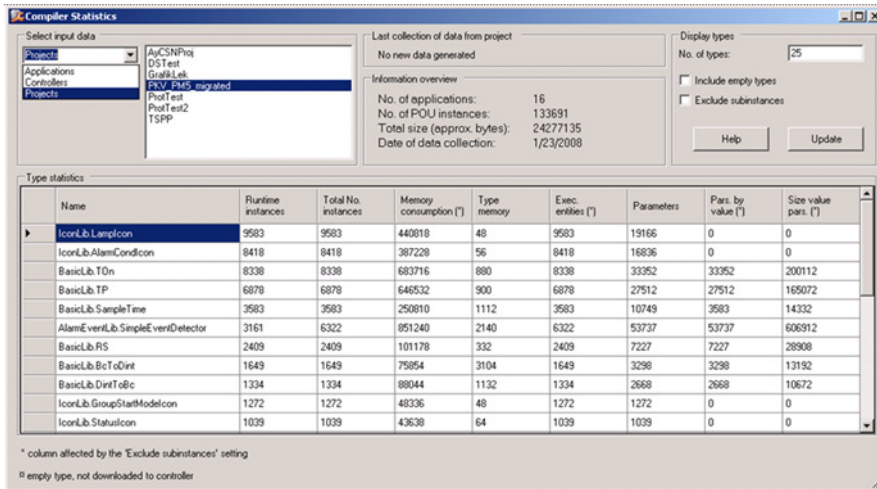 Compiler Statistics
Select input data
Projects
Applications
Controllers
Projects
AyCSNProj
DSTest
GrafikLek
PKV_PM5_migrated
ProtTest
ProtTest2
TSPP
Last collection of data from project
No new data generated
Information overview
No. of applications: 16
No. of POU instances: 133691
Total size (approx. bytes): 24277135
Date of data collection: 1/23/2008
Display types
No. of types: 25
Include empty types
Exclude subinstances
Help Update
Type statistics
Name Runtime instances Total No. instances Memory consumption (*) Type memory Exec. entities (*) Parameters Pars. by value (*) Size value pars. (*)
IconLib.LampIcon 9583 9583 440818 48 9583 19166 0 0
IconLib.AlarmCondIcon 8418 8418 387228 56 8418 16836 0 0
BasicLib.TOn 8338 8338 683716 880 8338 33352 33352 200112
BasicLib.TP 6878 6878 646532 900 6878 27512 27512 165072
BasicLib.SampleTime 3583 3583 250810 1112 3583 10749 3583 14332
AlarmEventLib.SimpleEventDetector 3161 6322 851240 2140 6322 53737 53737 606912
BasicLib.RS 2409 2409 101178 332 2409 7227 7227 28908
BasicLib.BcToDint 1649 1649 75854 3104 1649 3298 3298 13192
BasicLib.DintToBc 1334 1334 88044 1132 1334 2668 2668 10672
IconLib.GroupStartModeIcon 1272 1272 48336 48 1272 1272 0 0
IconLib.StatusIcon 1039 1039 43638 64 1039 1039 0 0
* column affected by the 'Exclude subinstances' setting
¤ empty type, not downloaded to controller